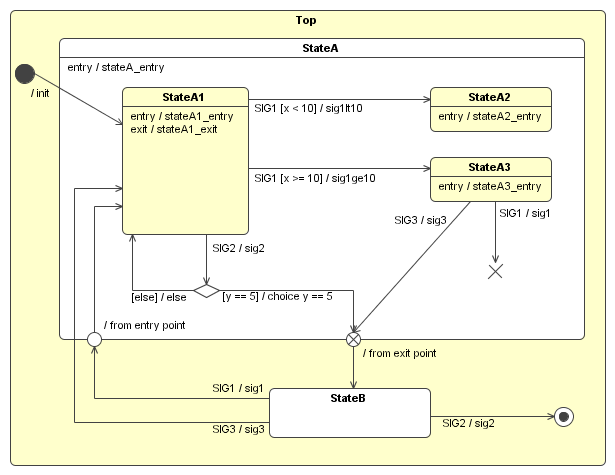 Top
StateA
entry / stateA_entry
/ init
StateA1
entry / stateA1_entry
exit / stateA1_exit
SIG1 [x < 10] / sig1lt10
StateA2
entry / stateA2_entry
SIG1 [x >= 10] / sig1ge10
StateA3
entry / stateA3_entry
SIG3 / sig3
SIG1 / sig1
SIG2 / sig2
[else] / else
[y == 5] / choice y == 5
/ from entry point
/ from exit point
SIG1 / sig1
StateB
SIG3 / sig3
SIG2 / sig2